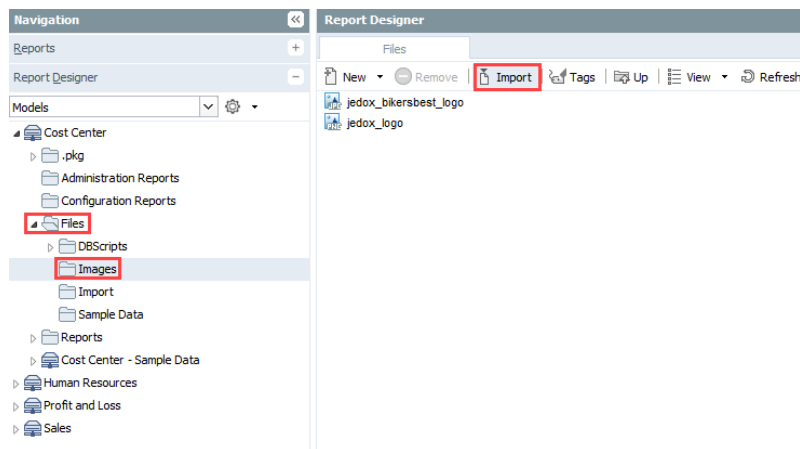 Navigation
Reports
Report Designer
Models
Cost Center
.pkg
Administration Reports
Configuration Reports
Files
DBScripts
Images
Import
Sample Data
Reports
Cost Center - Sample Data
Human Resources
Profit and Loss
Sales
Report Designer
Files
New Remove Import Tags Up View Refresh
jedox_bikersbest_logo
jedox_logo